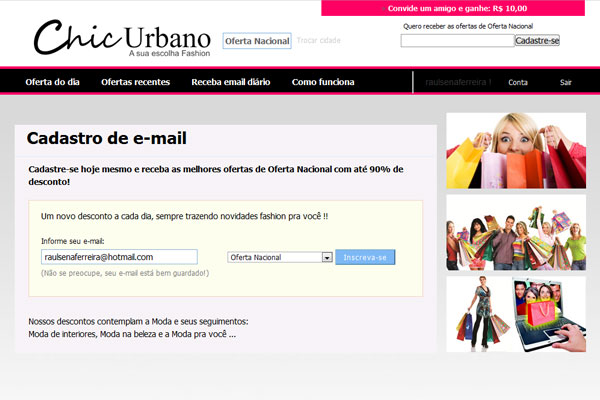 Convide um amigo e ganhe: R$ 10,00
Chic Urbano
A sua escolha Fashion
Oferta Nacional
Trocar cidade
Quero receber as ofertas de Oferta Nacional
Cadastre-se
Oferta do dia
Ofertas recentes
Receba email diário
Como funciona
raulsenaferreira !
Conta
Sair
Cadastro de e-mail
Cadastre-se hoje mesmo e receba as melhores ofertas de Oferta Nacional com até 90% de
desconto!
Um novo desconto a cada dia, sempre trazendo novidades fashion pra você !!
Informe seu e-mail:
raulsenaferreira@hotmail.com
Oferta Nacional
Inscreva-se
(Não se preocupe, seu e-mail está bem guardado!)
Nossos descontos contemplam a Moda e seus seguimentos:
Moda de interiores, Moda na beleza e a Moda pra você ...